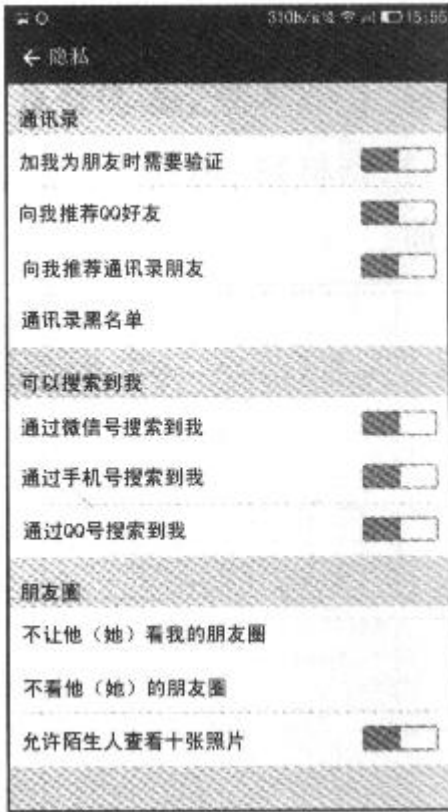 15:55
← 隐私
通讯录
加我为朋友时需要验证
向我推荐QQ好友
向我推荐通讯录朋友
通讯录黑名单
可以搜索到我
通过微信号搜索到我
通过手机号搜索到我
通过QQ号搜索到我
朋友圈
不让他（她）看我的朋友圈
不看他（她）的朋友圈
允许陌生人查看十张照片